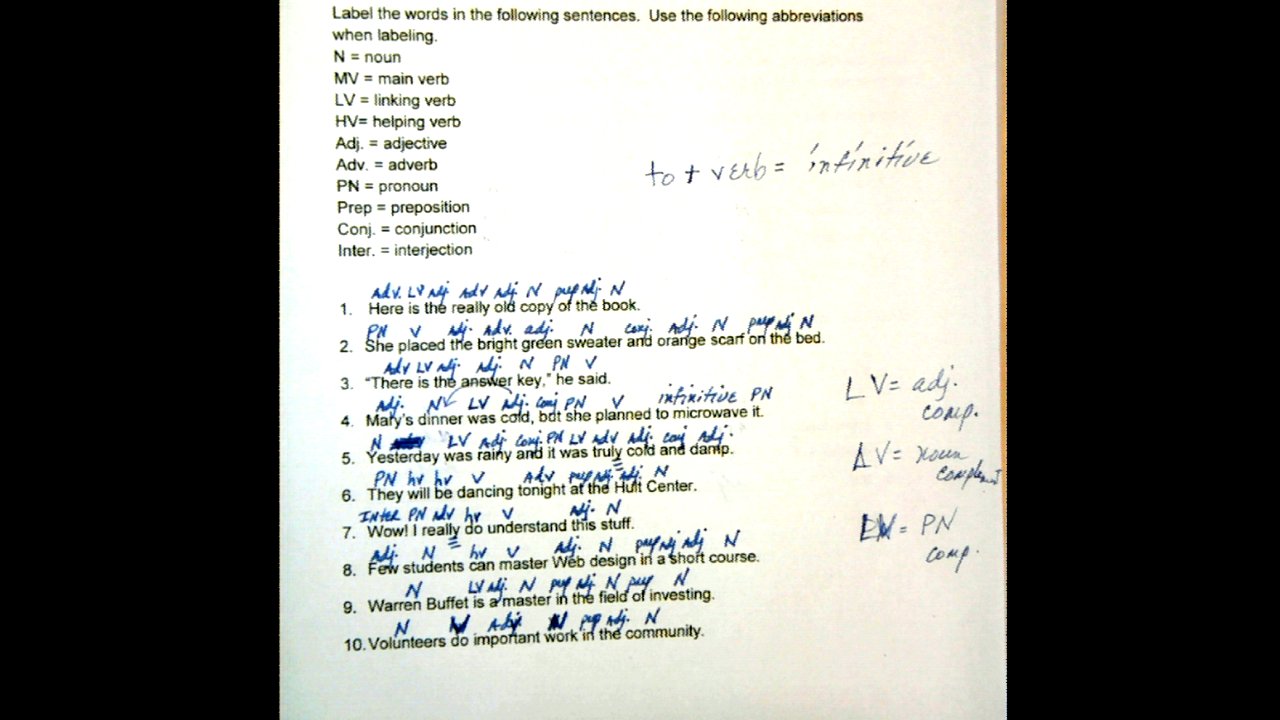 Label the words in the following sentences. Use the following abbreviations
when labeling.
N = noun
MV = main verb
LV = linking verb
HV= helping verb
Adj. = adjective
Adv. = adverb
PN = pronoun
Prep = preposition
Conj. = conjunction
Inter. = interjection
to + verb = infinitive
Adv. LV Adj. Adv Adj. N prep Adj. N
1. Here is the really old copy of the book.
PN V Adj. Adv. adj. N conj. Adj. N prep Adj N
2. She placed the bright green sweater and orange scarf on the bed.
Adv LV Adj. Adj. N PN V
3. "There is the answer key," he said.
Adj. N LV Adj. Conj PN V infinitive PN
4. Mary's dinner was cold, but she planned to microwave it.
N LV Adj Conj. PN LV Adv Adj. conj Adj.
5. Yesterday was rainy and it was truly cold and damp.
PN hv hv V Adv prep Adj. Adj. N
6. They will be dancing tonight at the Hult Center.
Inter PN Adv hv V Adj. N
7. Wow! I really do understand this stuff.
Adj. N hv V Adj. N prep Adj Adj N
8. Few students can master Web design in a short course.
N LV Adj. N prep Adj N prep N
9. Warren Buffet is a master in the field of investing.
N V Adj N prep Adj. N
10. Volunteers do important work in the community.
LV = adj.
comp.
LV = noun
complement
LV = PN
comp.